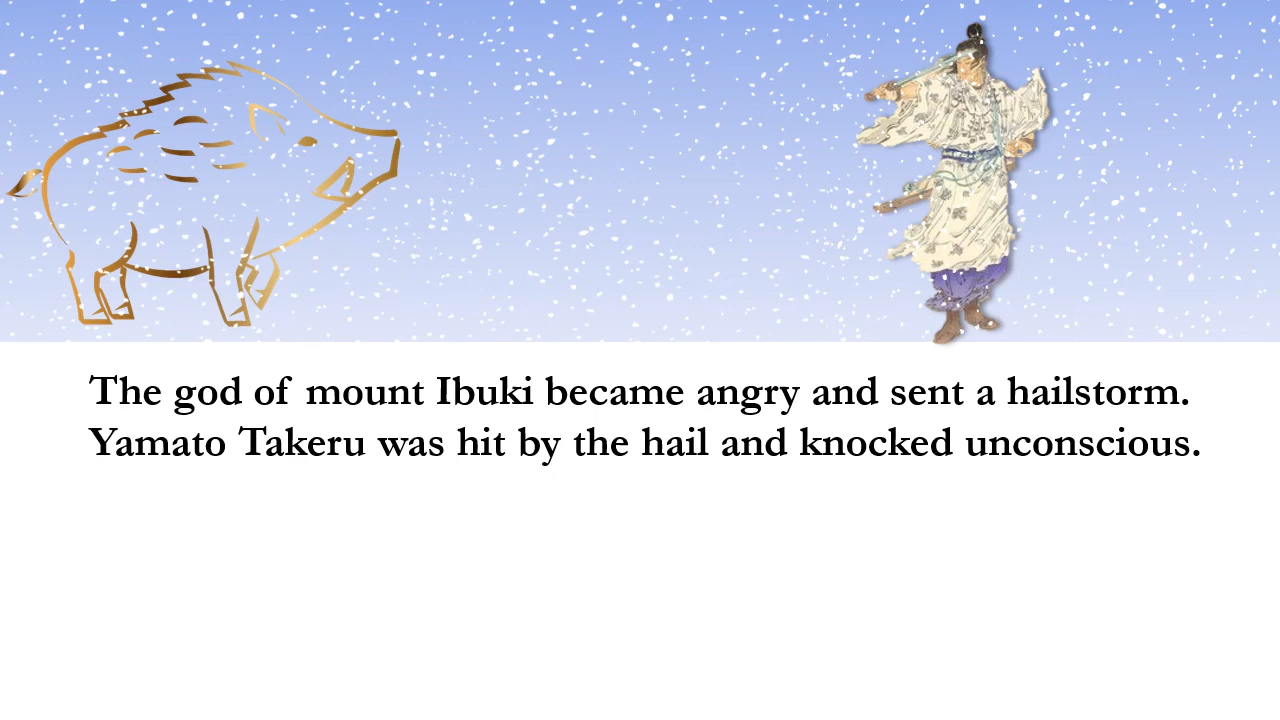 The god of mount Ibuki became angry and sent a hailstorm.
Yamato Takeru was hit by the hail and knocked unconscious.